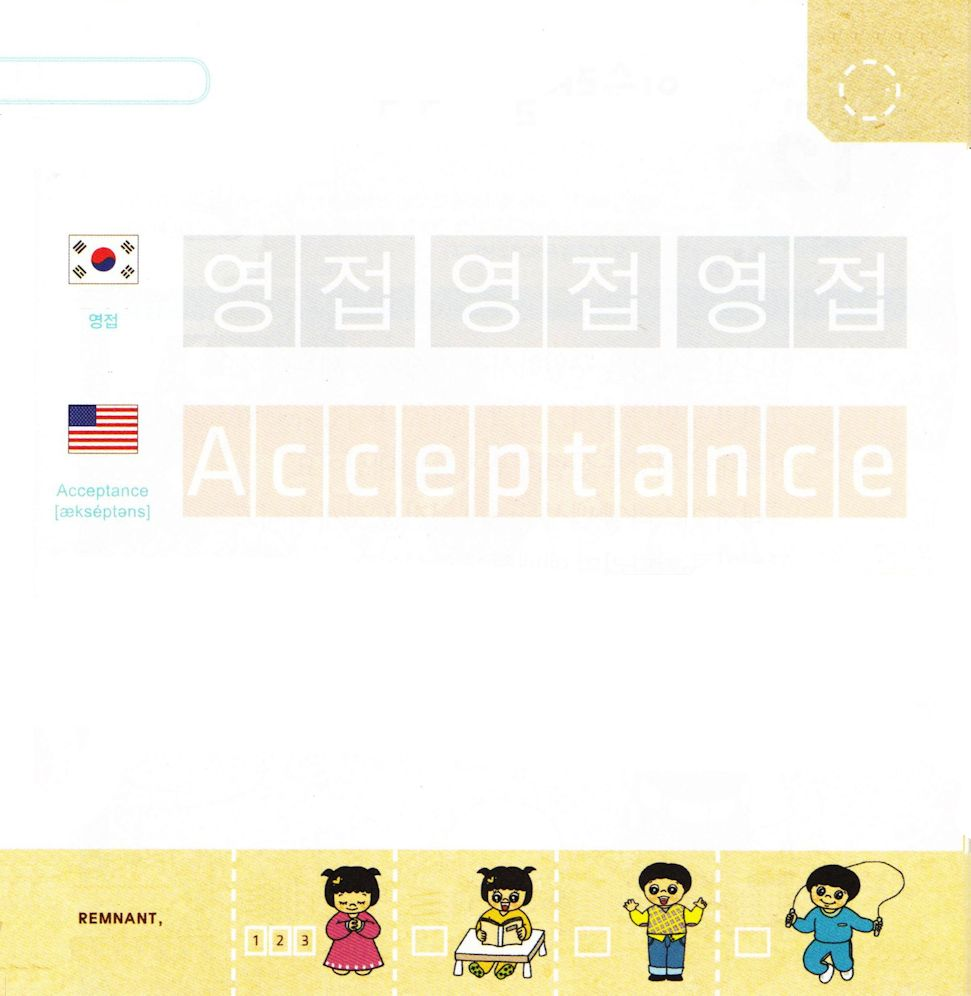 영접 영접 영접
영접
Acceptance
Acceptance
[ækséptəns]
REMNANT,
1 2 3